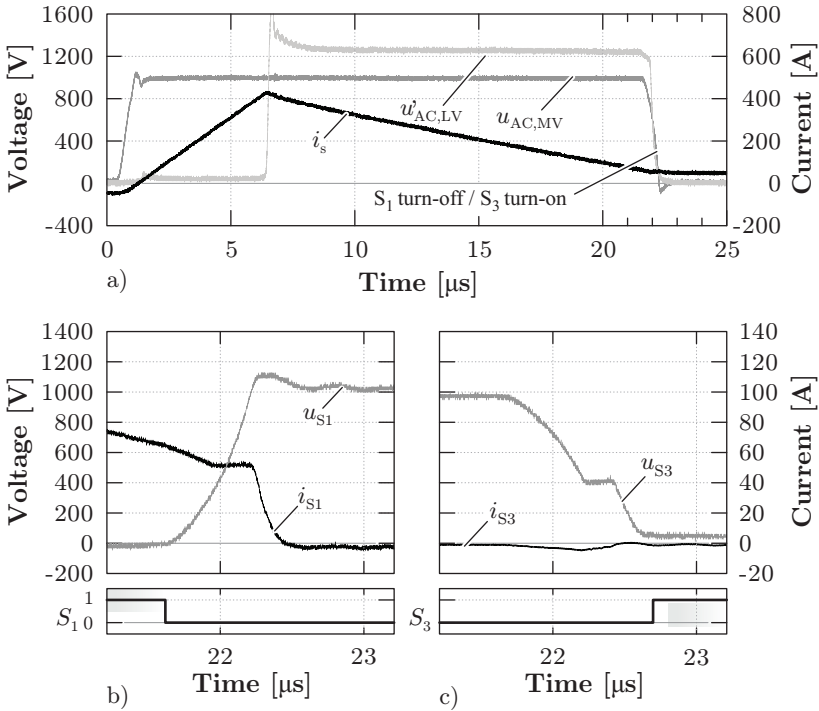 1600
1200
800
400
0
-400
Voltage [V]
800
600
400
200
0
-200
Current [A]
u'AC,LV
uAC,MV
is
S1 turn-off / S3 turn-on
0 5 10 15 20 25
a) Time [μs]
1400
1200
1000
800
600
400
200
0
-200
Voltage [V]
uS1
iS1
140
120
100
80
60
40
20
0
-20
Current [A]
uS3
iS3
1
S1 0
S3
22 23
22 23
b) Time [μs]
c) Time [μs]